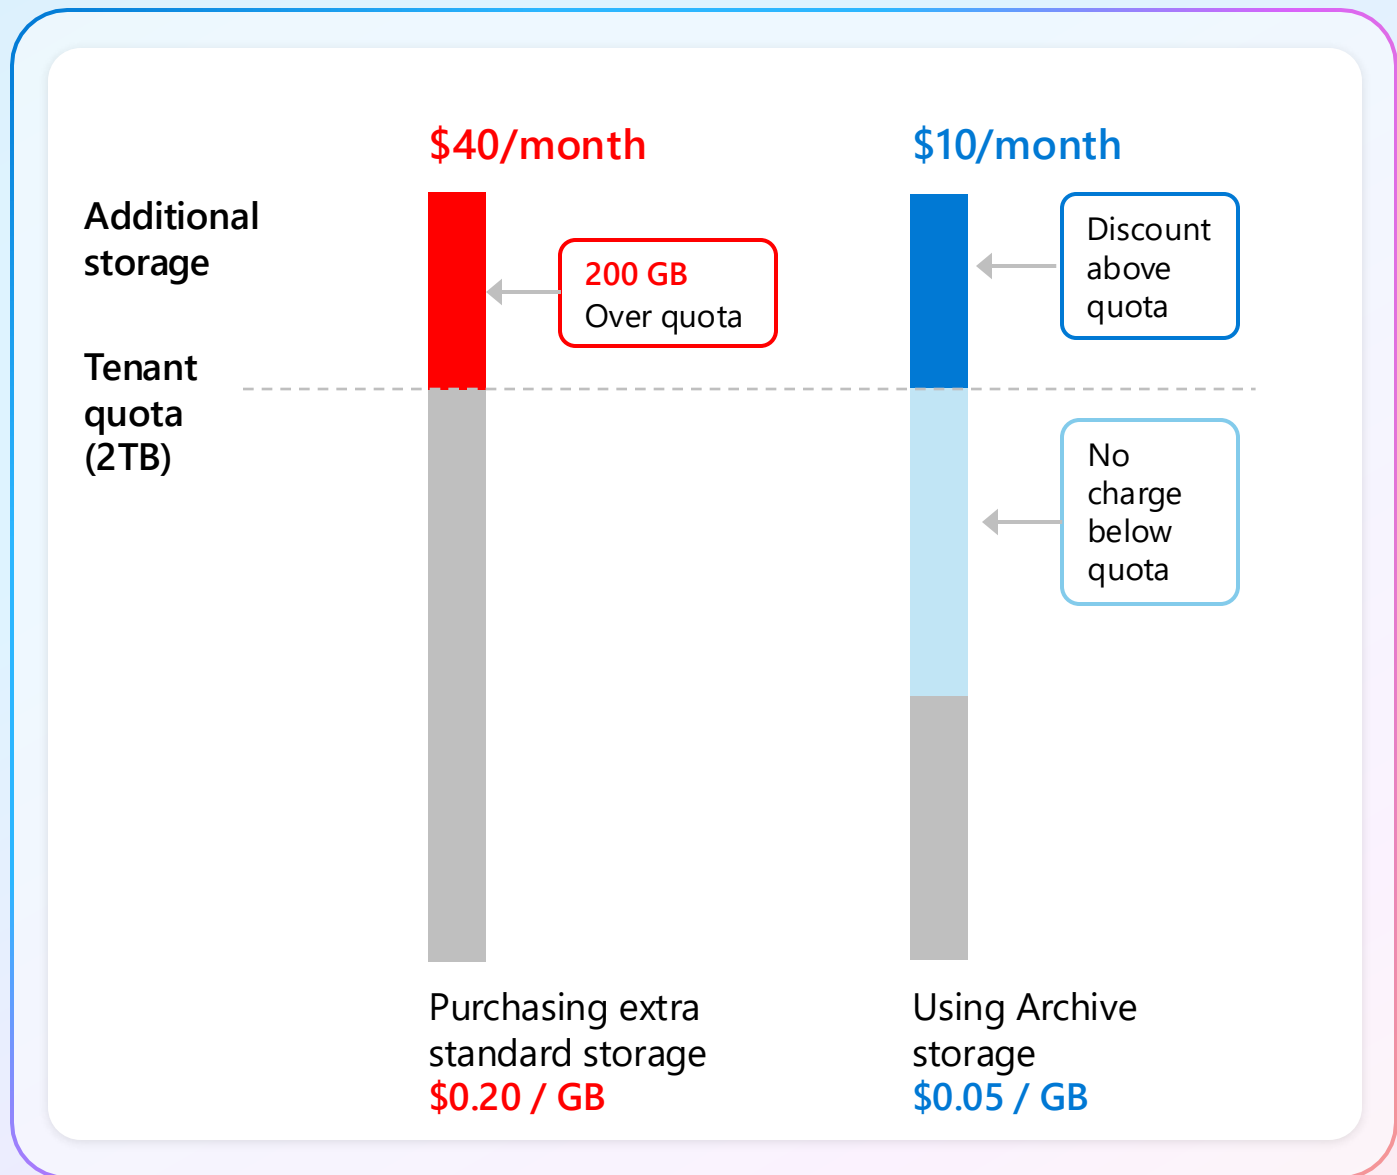 $40/month
$10/month
Additional
storage
200 GB
Over quota
Discount
above
quota
Tenant
quota
(2TB)
No
charge
below
quota
Purchasing extra
standard storage
$0.20 / GB
Using Archive
storage
$0.05 / GB